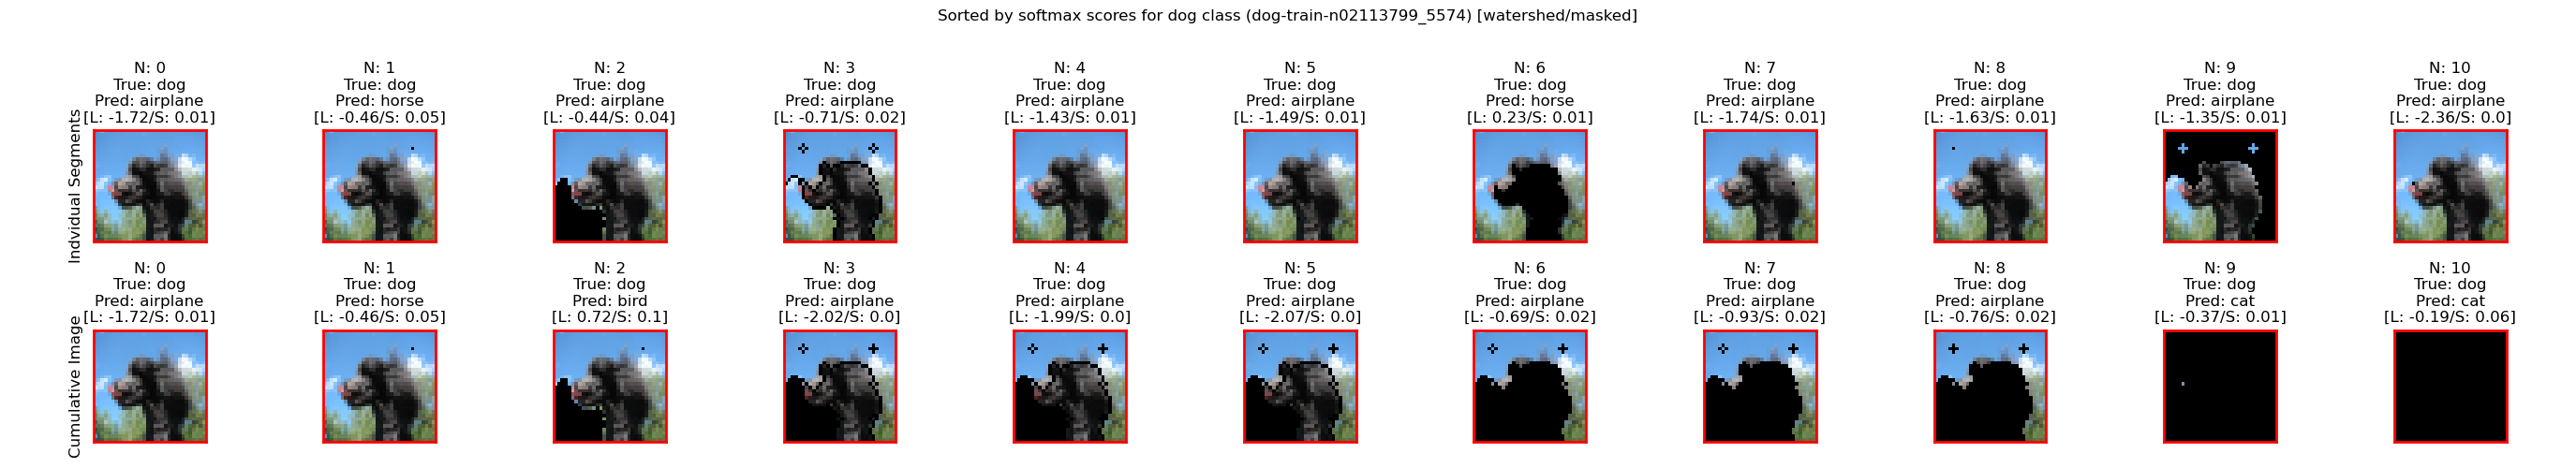 Sorted by softmax scores for dog class (dog-train-n02113799_5574) [watershed/masked]
Indvidual Segments
N: 0
True: dog
Pred: airplane
[L: -1.72/S: 0.01]
N: 1
True: dog
Pred: horse
[L: -0.46/S: 0.05]
N: 2
True: dog
Pred: airplane
[L: -0.44/S: 0.04]
N: 3
True: dog
Pred: airplane
[L: -0.71/S: 0.02]
N: 4
True: dog
Pred: airplane
[L: -1.43/S: 0.01]
N: 5
True: dog
Pred: airplane
[L: -1.49/S: 0.01]
N: 6
True: dog
Pred: horse
[L: 0.23/S: 0.01]
N: 7
True: dog
Pred: airplane
[L: -1.74/S: 0.01]
N: 8
True: dog
Pred: airplane
[L: -1.63/S: 0.01]
N: 9
True: dog
Pred: airplane
[L: -1.35/S: 0.01]
N: 10
True: dog
Pred: airplane
[L: -2.36/S: 0.0]
Cumulative Image
N: 0
True: dog
Pred: airplane
[L: -1.72/S: 0.01]
N: 1
True: dog
Pred: horse
[L: -0.46/S: 0.05]
N: 2
True: dog
Pred: bird
[L: 0.72/S: 0.1]
N: 3
True: dog
Pred: airplane
[L: -2.02/S: 0.0]
N: 4
True: dog
Pred: airplane
[L: -1.99/S: 0.0]
N: 5
True: dog
Pred: airplane
[L: -2.07/S: 0.0]
N: 6
True: dog
Pred: airplane
[L: -0.69/S: 0.02]
N: 7
True: dog
Pred: airplane
[L: -0.93/S: 0.02]
N: 8
True: dog
Pred: airplane
[L: -0.76/S: 0.02]
N: 9
True: dog
Pred: cat
[L: -0.37/S: 0.01]
N: 10
True: dog
Pred: cat
[L: -0.19/S: 0.06]